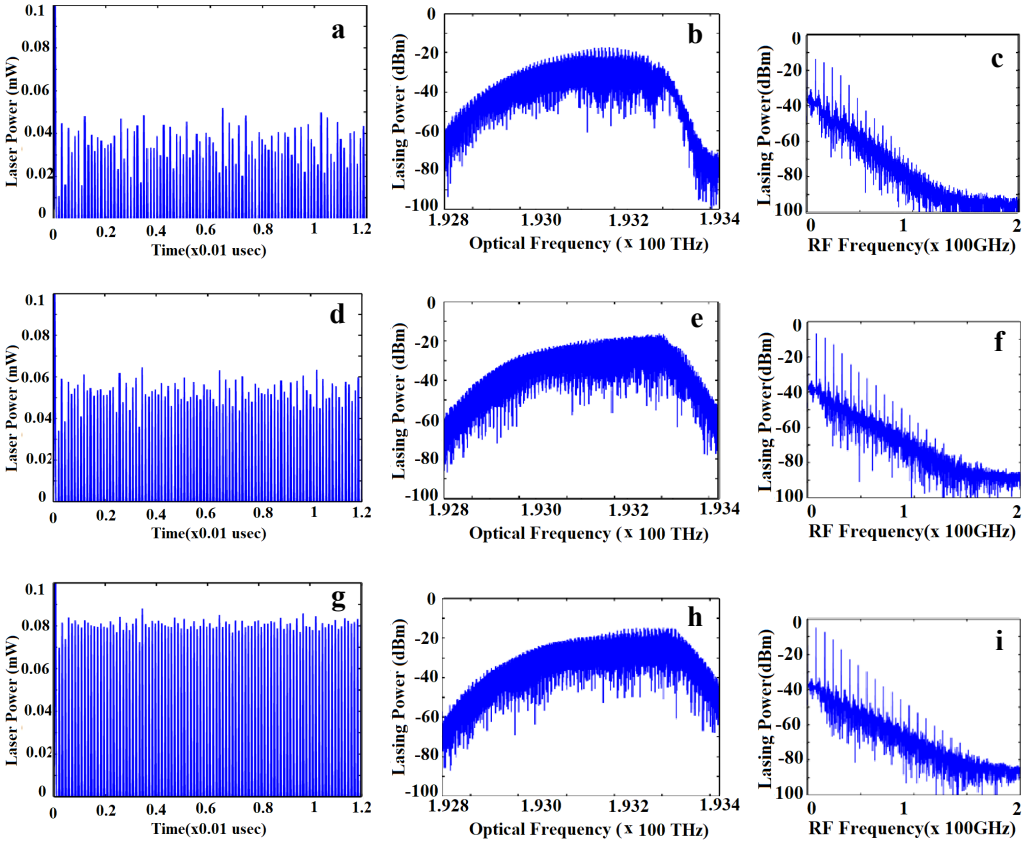 a
0.1
0.08
0.06
0.04
0.02
0
Laser Power (mW)
0 0.2 0.4 0.6 0.8 1 1.2
Time(x0.01 usec)
b
0
-20
-40
-60
-80
-100
Lasing Power (dBm)
1.928 1.930 1.932 1.934
Optical Frequency ( x 100 THz)
c
0
-20
-40
-60
-80
100
Lasing Power(dBm)
0 1 2
RF Frequency(x 100GHz)
d
0.1
0.08
0.06
0.04
0.02
0
Laser Power (mW)
0 0.2 0.4 0.6 0.8 1 1.2
Time(x0.01 usec)
e
0
-20
-40
-60
-80
-100
Lasing Power (dBm)
1.928 1.930 1.932 1.934
Optical Frequency ( x 100 THz)
f
0
-20
-40
-60
-80
100
Lasing Power(dBm)
0 1 2
RF Frequency(x 100GHz)
g
0.1
0.08
0.06
0.04
0.02
0
Laser Power (mW)
0 0.2 0.4 0.6 0.8 1 1.2
Time(x0.01 usec)
h
0
-20
-40
-60
-80
-100
Lasing Power (dBm)
1.928 1.930 1.932 1.934
Optical Frequency ( x 100 THz)
i
0
-20
-40
-60
-80
100
Lasing Power(dBm)
0 1 2
RF Frequency(x 100GHz)